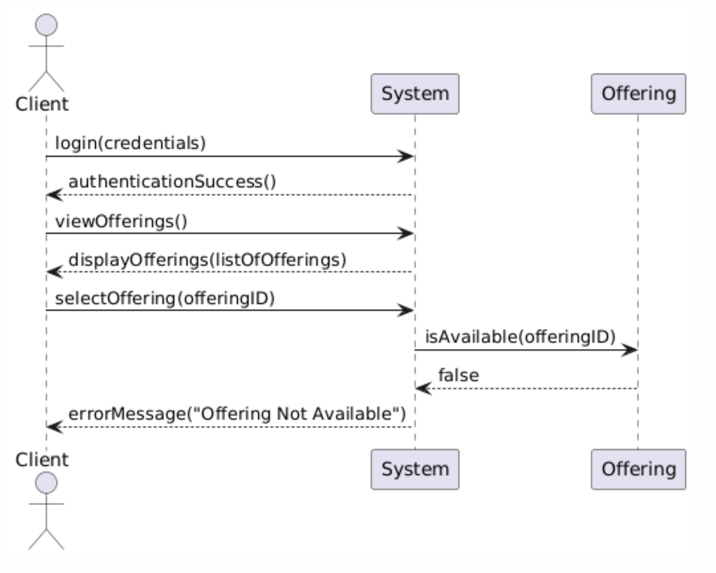 Client
System
Offering
login(credentials)
authenticationSuccess()
viewOfferings()
displayOfferings(listOfOfferings)
selectOffering(offeringID)
isAvailable(offeringID)
false
errorMessage("Offering Not Available")
Client
System
Offering